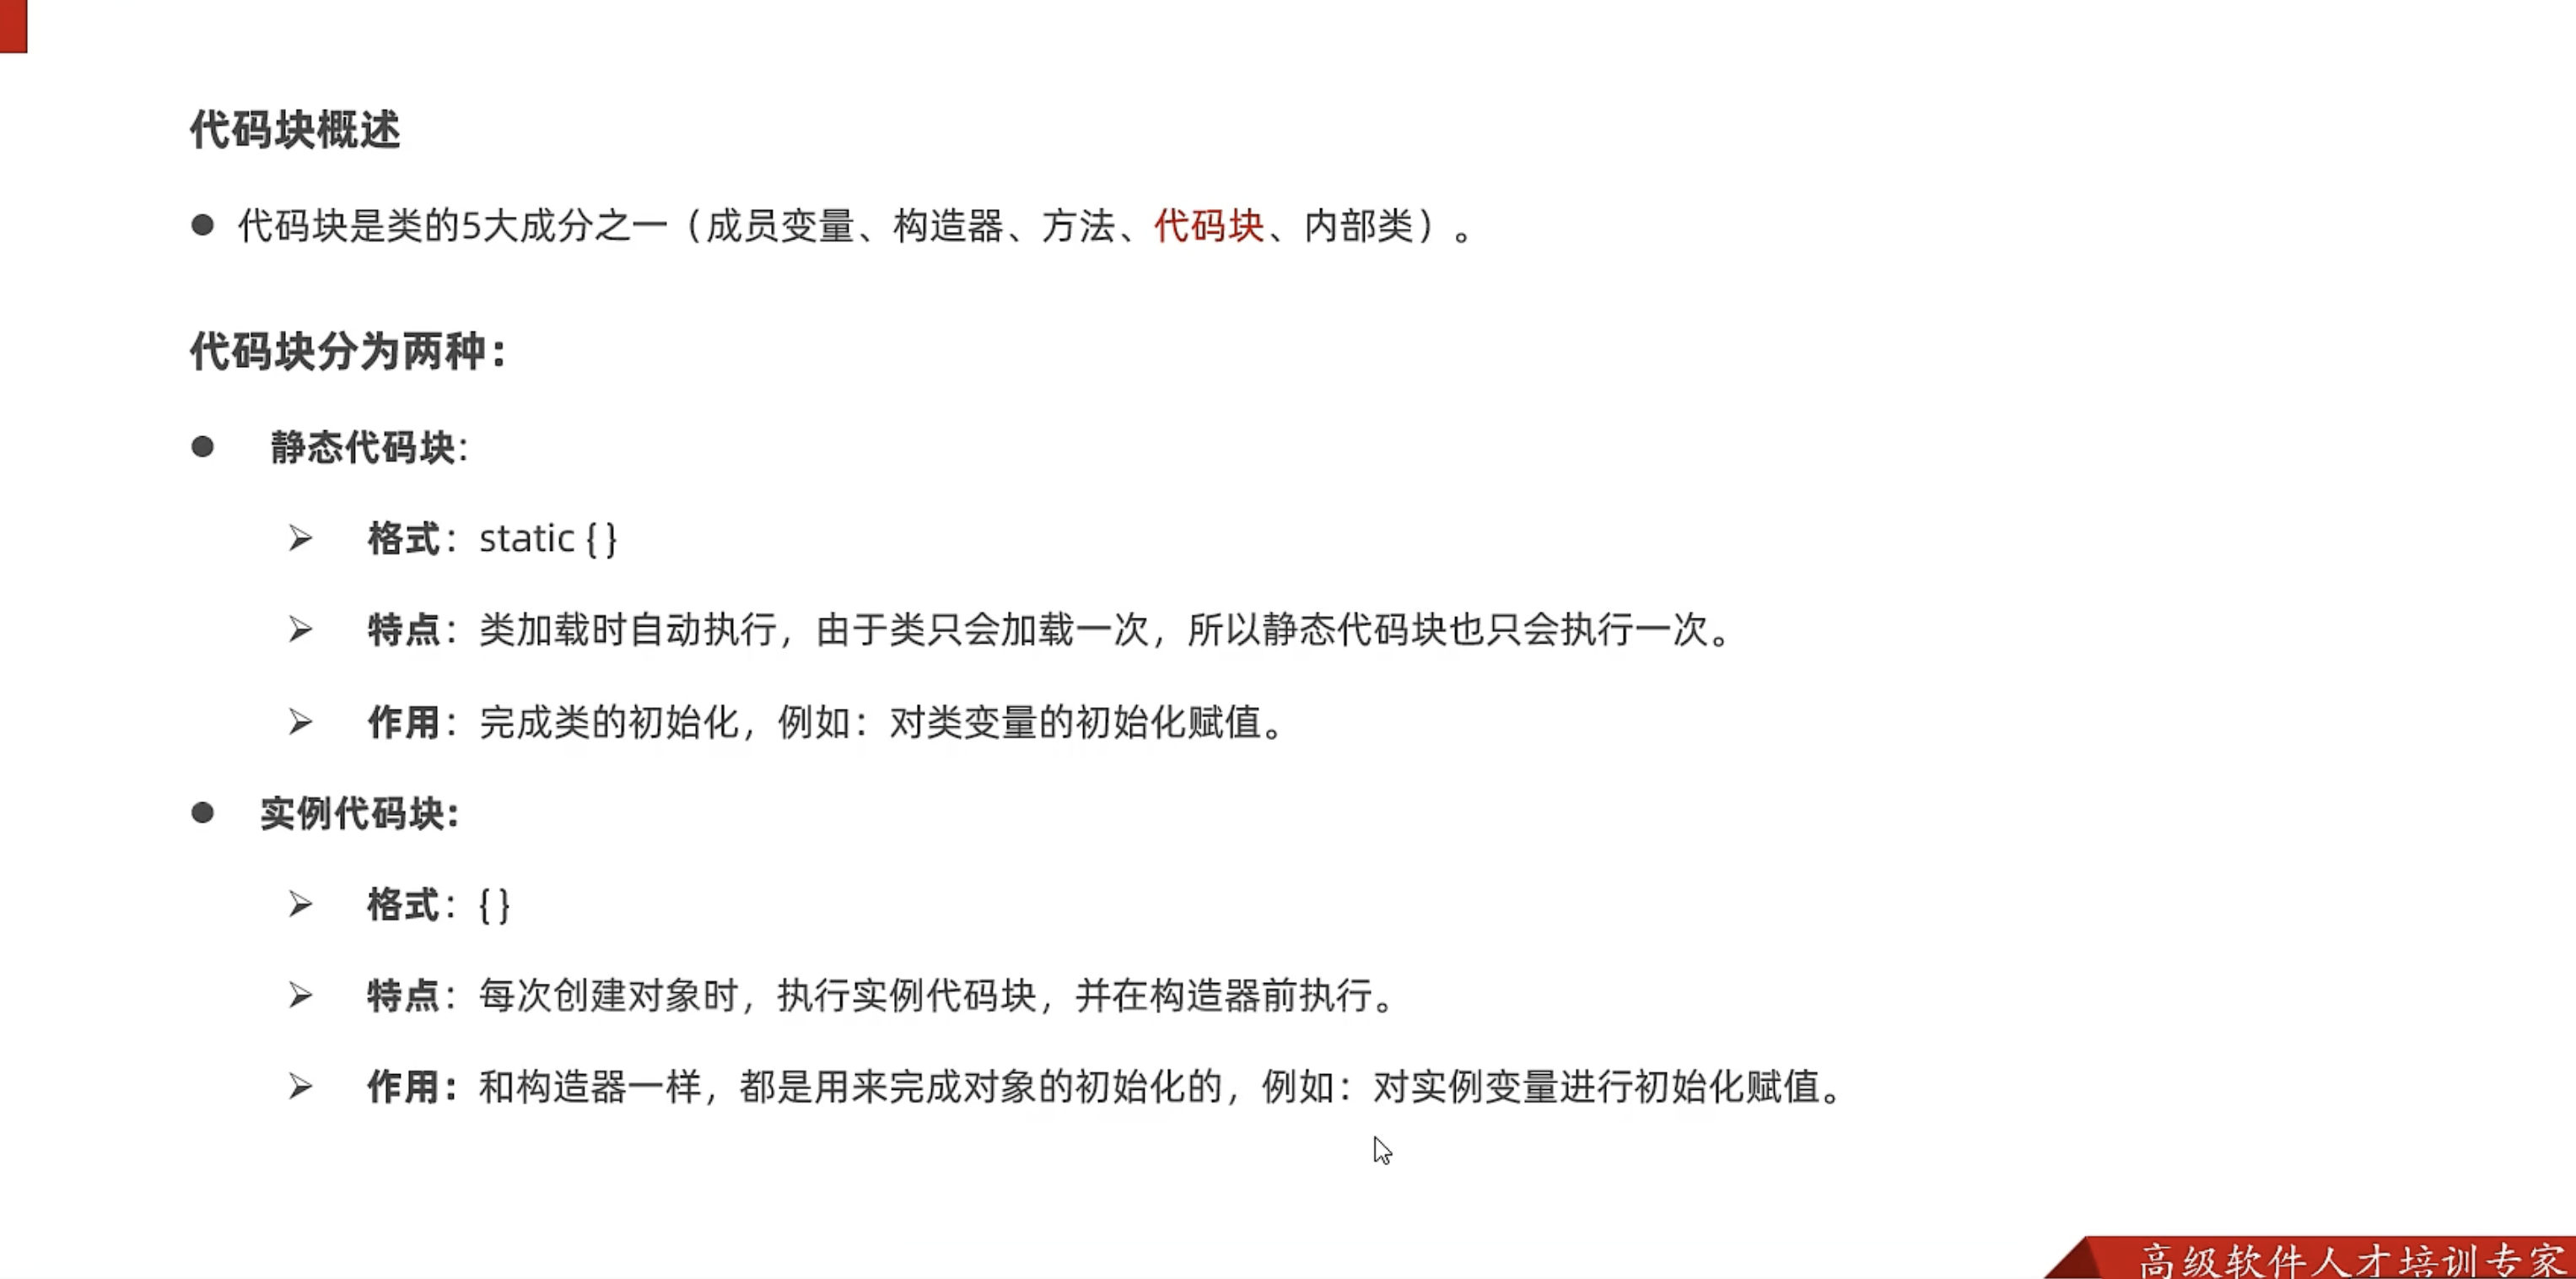 代码块概述
代码块是类的5大成分之一（成员变量、构造器、方法、代码块、内部类）。
代码块分为两种：
静态代码块：
格式：static { }
特点：类加载时自动执行，由于类只会加载一次，所以静态代码块也只会执行一次。
作用：完成类的初始化，例如：对类变量的初始化赋值。
实例代码块：
格式：{ }
特点：每次创建对象时，执行实例代码块，并在构造器前执行。
作用：和构造器一样，都是用来完成对象的初始化的，例如：对实例变量进行初始化赋值。
高级软件人才培训专家